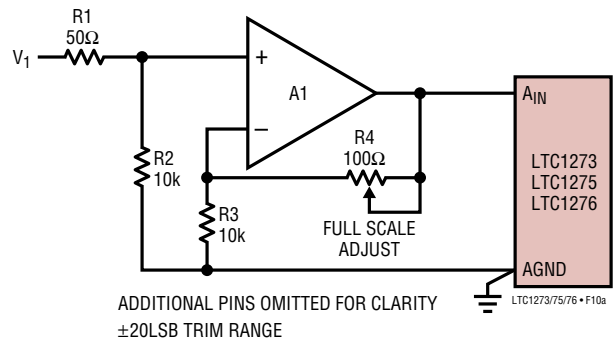 R1
50Ω
V1
+
A1
−
R2
10k
R3
10k
R4
100Ω
FULL SCALE
ADJUST
AIN
LTC1273
LTC1275
LTC1276
AGND
LTC1273/75/76 • F10a
ADDITIONAL PINS OMITTED FOR CLARITY
±20LSB TRIM RANGE